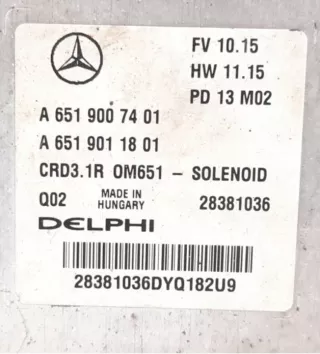 FV 10.15
HW 11.15
PD 13 M02
A 651 900 74 01
A 651 901 18 01
CRD3.1R OM651 - SOLENOID
Q02 MADE IN HUNGARY 28381036
DELPHI
28381036DYQ182U9